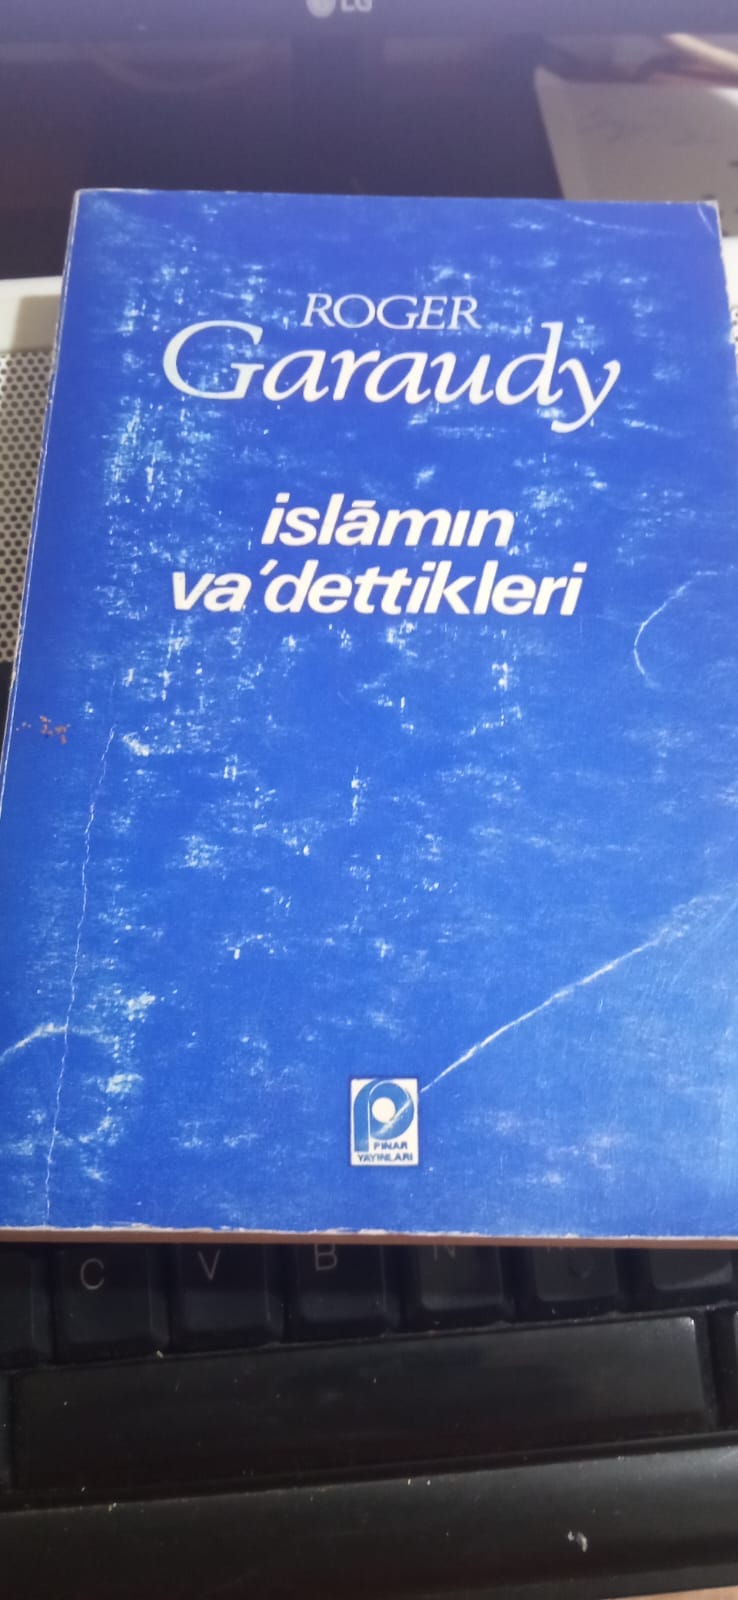 LG
ROGER
Garaudy
islāmın
va'dettikleri
PINAR
YAYINLARI
C V B N